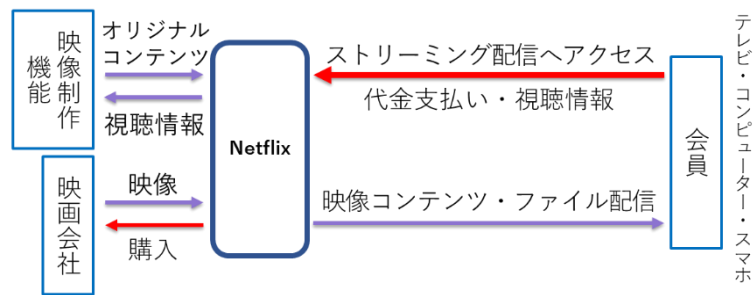 映像制作
機能
オリジナル
コンテンツ
視聴情報
映画会社
映像
購入
Netflix
ストリーミング配信へアクセス
代金支払い・視聴情報
映像コンテンツ・ファイル配信
会員
テレビ・コンピューター・スマホ